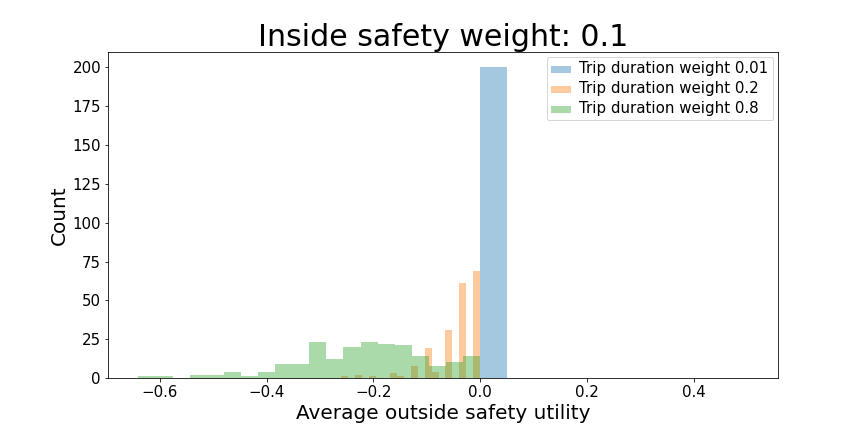 Inside safety weight: 0.1
Trip duration weight 0.01
Trip duration weight 0.2
Trip duration weight 0.8
200
175
150
125
100
75
50
25
0
Count
−0.6 −0.4 −0.2 0.0 0.2 0.4
Average outside safety utility